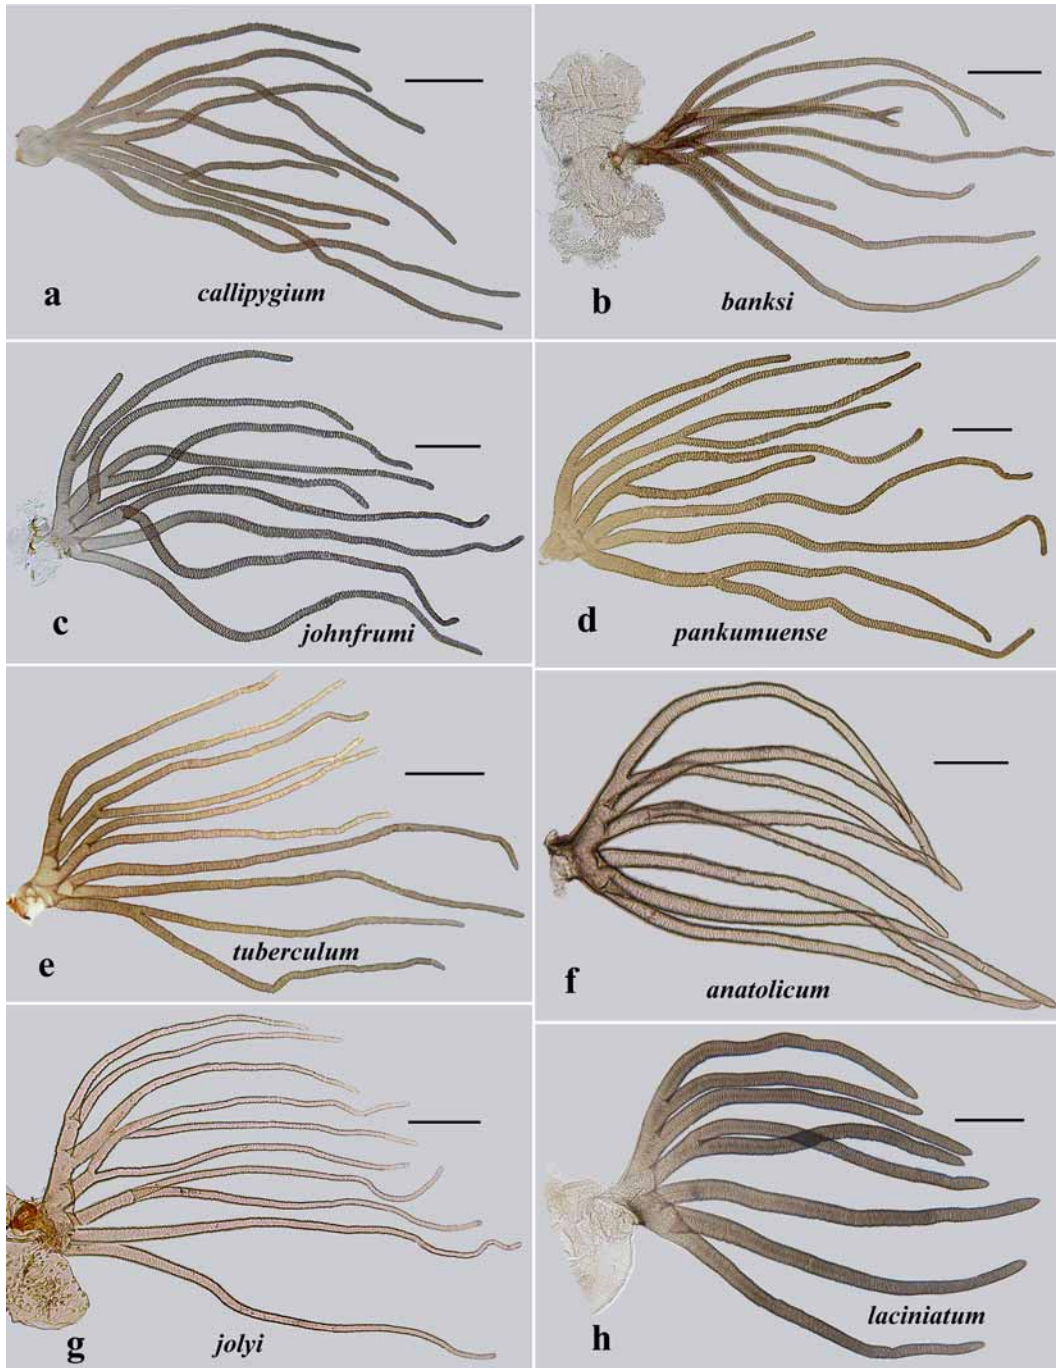 a
callipygium
b
banksi
c
johnfrumi
d
pankumuense
e
tuberculum
f
anatolicum
g
jolyi
h
laciniatum